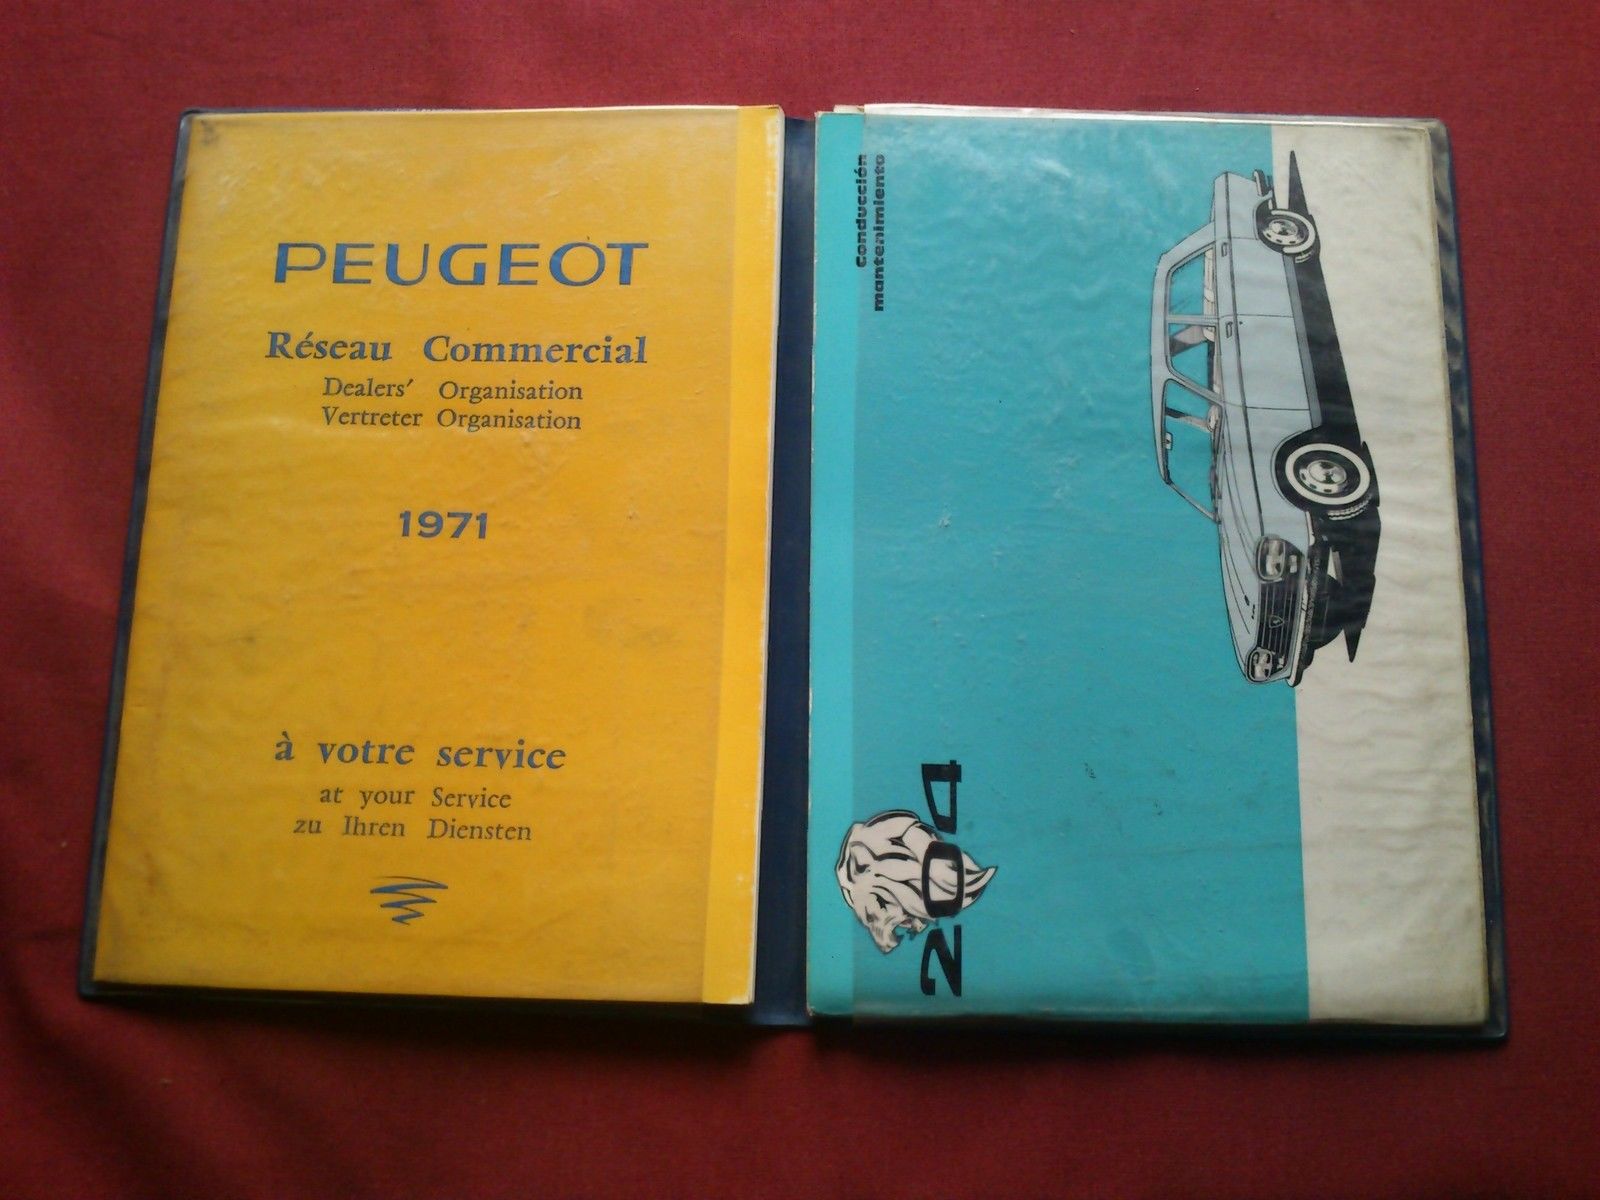 PEUGEOT
Réseau Commercial
Dealers' Organisation
Vertreter Organisation
1971
à votre service
at your Service
zu Ihren Diensten
Conducción
mantenimiento
204